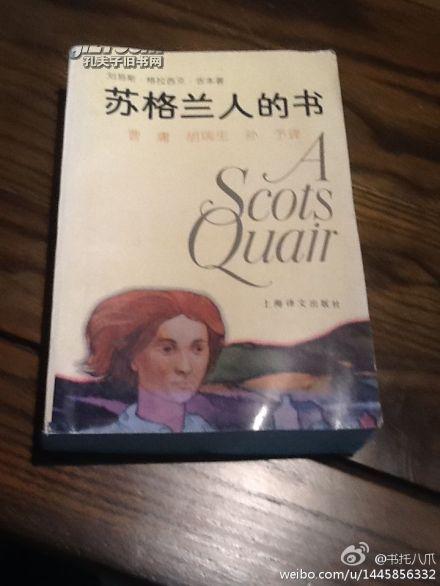 孔夫子旧书网
刘易斯·格拉西克·吉本著
苏格兰人的书
曹 庸 胡瑞生 孙 予译
A
Scots
Quair
上海译文出版社
@书托八爪
weibo.com/u/1445856332